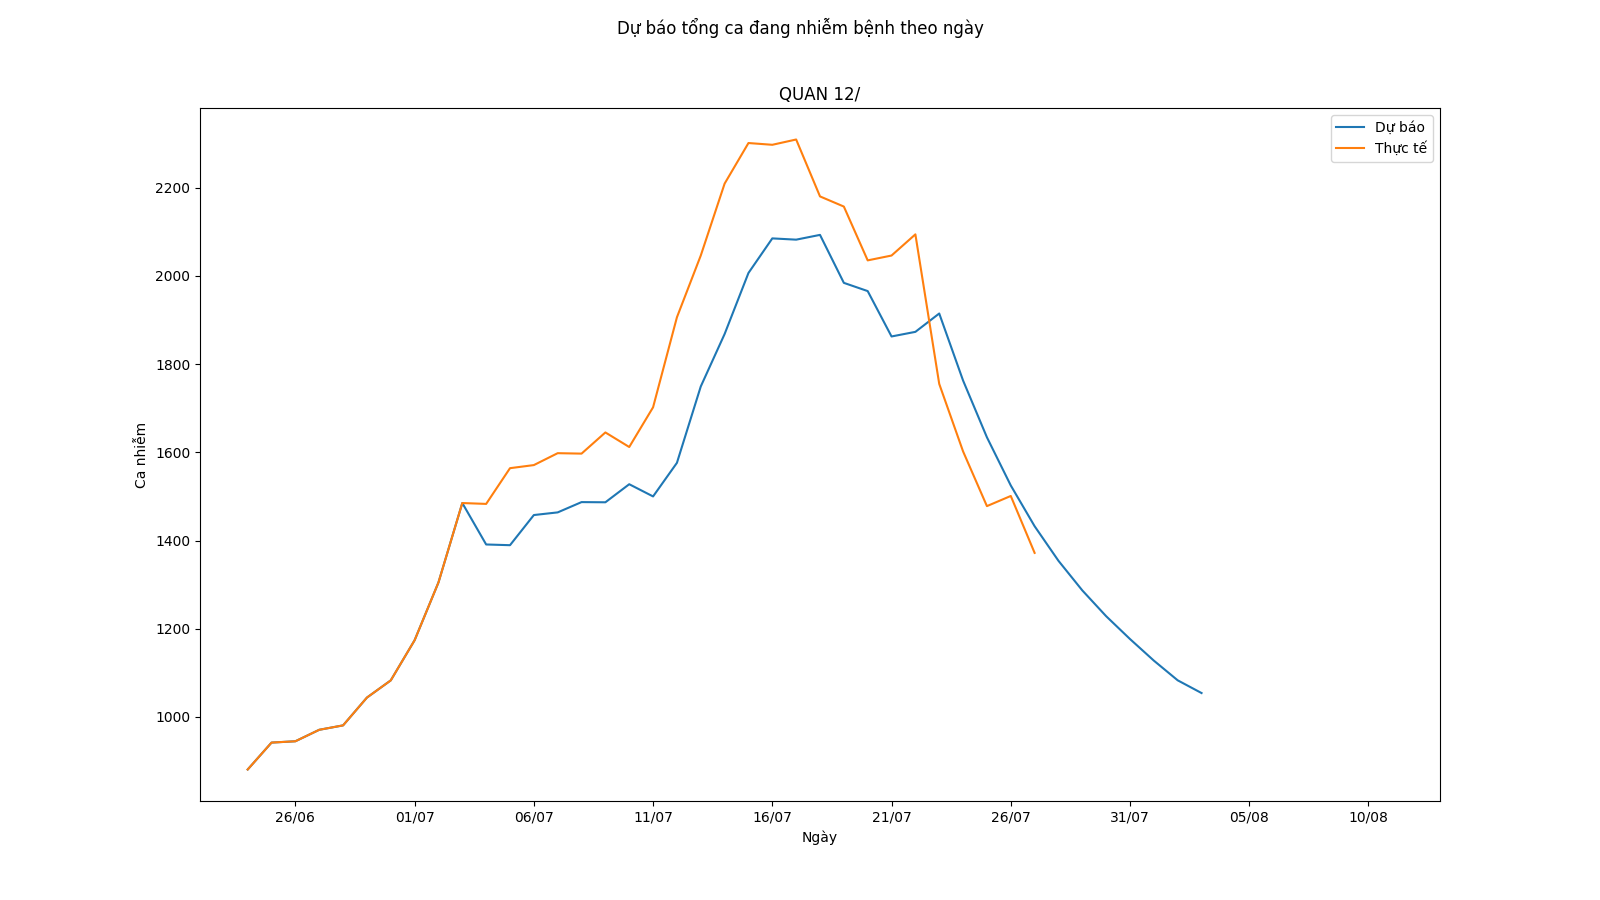 Dự báo tổng ca đang nhiễm bệnh theo ngày
QUAN 12/
Dự báo
Thực tế
2200
2000
1800
1600
1400
1200
1000
Ca nhiễm
26/06 01/07 06/07 11/07 16/07 21/07 26/07 31/07 05/08 10/08
Ngày